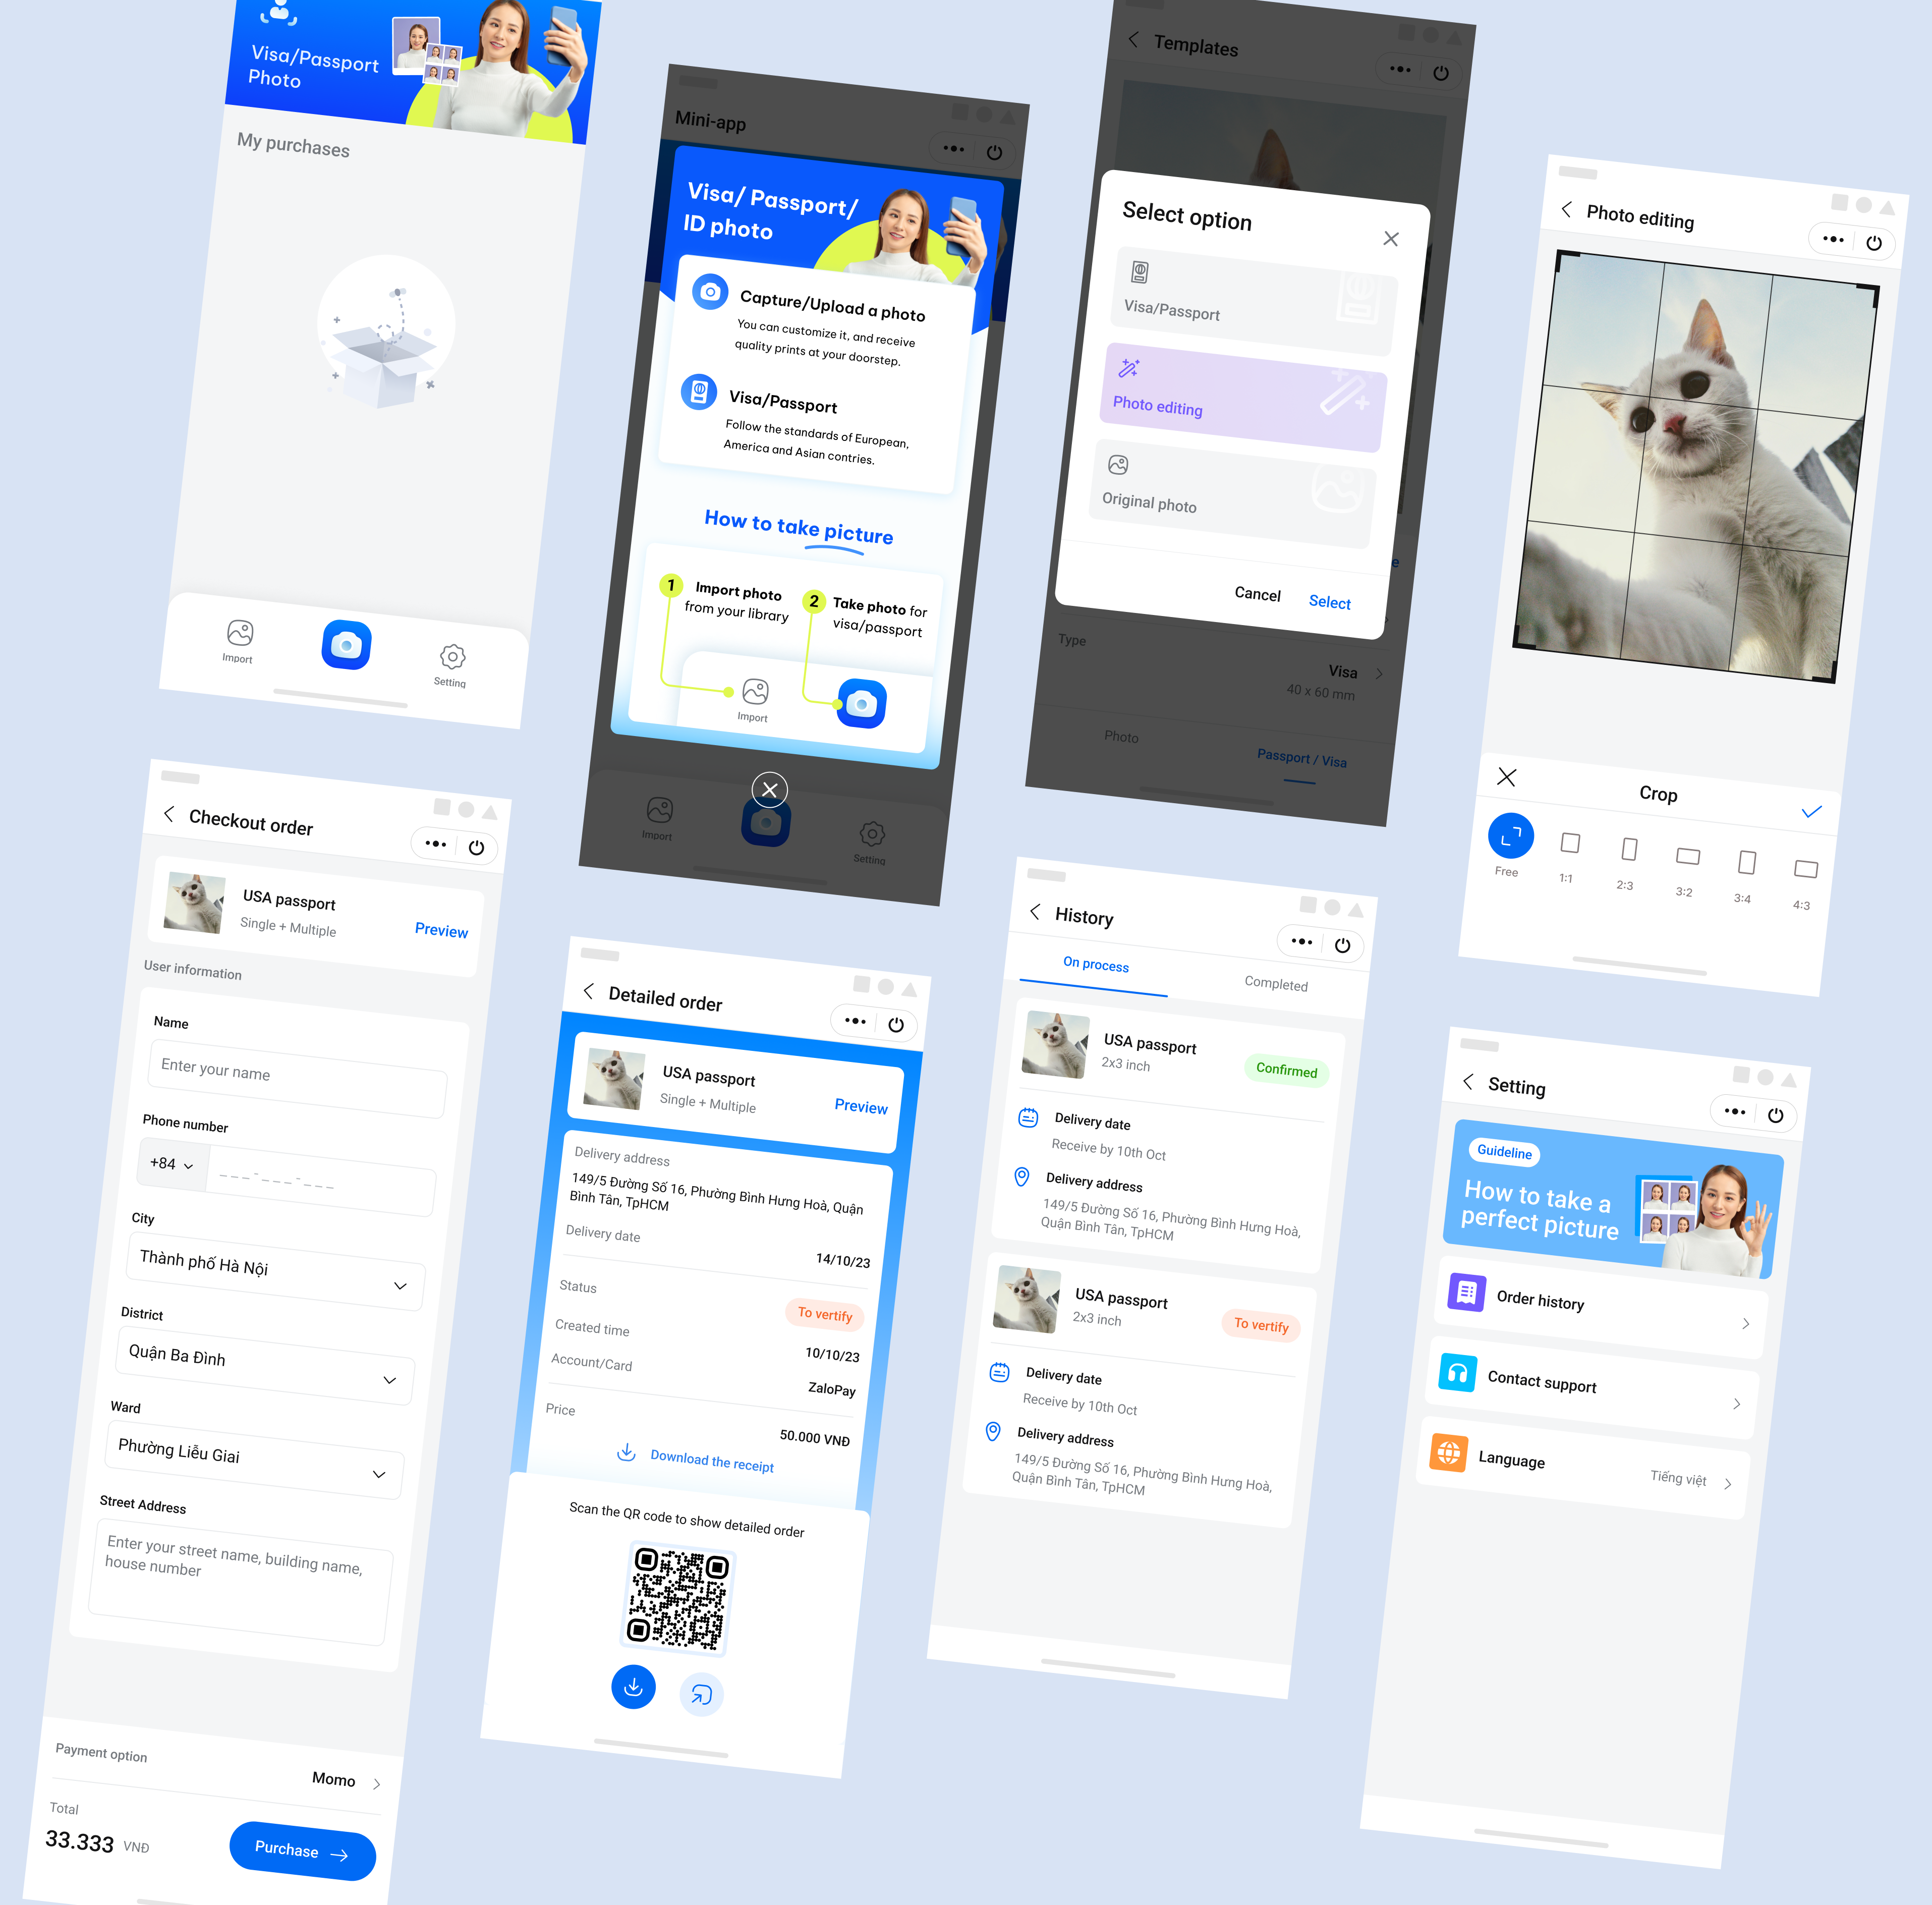 Visa/Passport
Photo
My purchases
Import
Setting
Mini-app
Visa/ Passport/
ID photo
Capture/Upload a photo
You can customize it, and receive
quality prints at your doorstep.
Visa/Passport
Follow the standards of European,
America and Asian contries.
How to take picture
1
Import photo
from your library
2
Take photo for
visa/passport
Import
Import
Setting
Templates
Select option
Visa/Passport
Photo editing
Original photo
Cancel
Select
e
Type
Visa
40 x 60 mm
Photo
Passport / Visa
Photo editing
Crop
Free
1:1
2:3
3:2
3:4
4:3
Checkout order
USA passport
Single + Multiple
Preview
User information
Name
Enter your name
Phone number
+84
_ _ _-_ _ _-_ _ _
City
Thành phố Hà Nội
District
Quận Ba Đình
Ward
Phường Liễu Giai
Street Address
Enter your street name, building name,
house number
Payment option
Momo
Total
33.333 VNĐ
Purchase
Detailed order
USA passport
Single + Multiple
Preview
Delivery address
149/5 Đường Số 16, Phường Bình Hưng Hoà, Quận
Bình Tân, TpHCM
Delivery date
14/10/23
Status
To vertify
Created time
10/10/23
Account/Card
ZaloPay
Price
50.000 VNĐ
Download the receipt
Scan the QR code to show detailed order
History
On process
Completed
USA passport
2x3 inch
Confirmed
Delivery date
Receive by 10th Oct
Delivery address
149/5 Đường Số 16, Phường Bình Hưng Hoà,
Quận Bình Tân, TpHCM
USA passport
2x3 inch
To vertify
Delivery date
Receive by 10th Oct
Delivery address
149/5 Đường Số 16, Phường Bình Hưng Hoà,
Quận Bình Tân, TpHCM
Setting
Guideline
How to take a
perfect picture
Order history
Contact support
Language
Tiếng việt